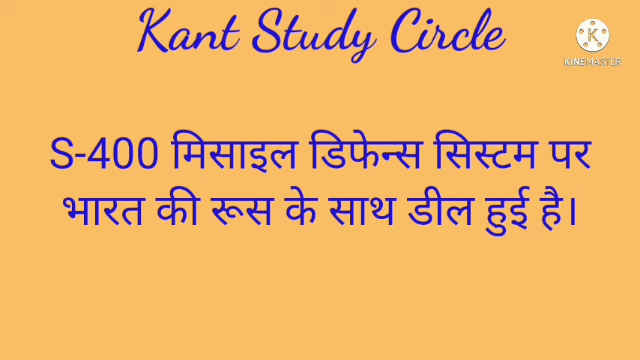 Kant Study Circle
K
KINEMASTER
S-400 मिसाइल डिफेन्स सिस्टम पर
भारत की रूस के साथ डील हुई है।